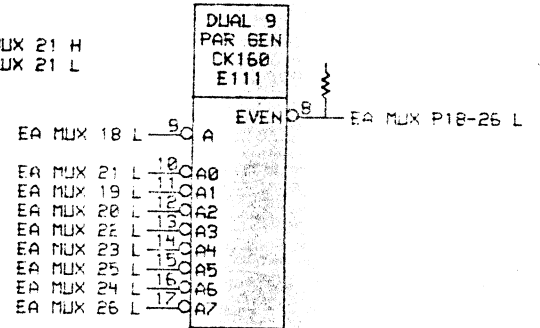 DUAL 9
PAR GEN
CK160
E111
MUX 21 H
MUX 21 L
EVEN 8 EA MUX P18-26 L
EA MUX 18 L 9 A
EA MUX 21 L 10 A0
EA MUX 19 L 11 A1
EA MUX 20 L 12 A2
EA MUX 22 L 13 A3
EA MUX 23 L 14 A4
EA MUX 25 L 15 A5
EA MUX 24 L 16 A6
EA MUX 26 L 17 A7